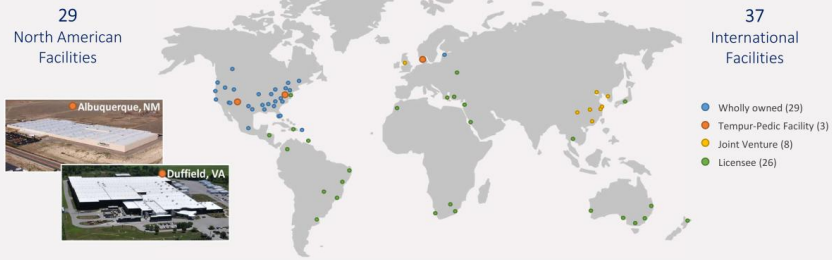 29
North American
Facilities
Albuquerque, NM
Duffield, VA
37
International
Facilities
Wholly owned (29)
Tempur-Pedic Facility (3)
Joint Venture (8)
Licensee (26)